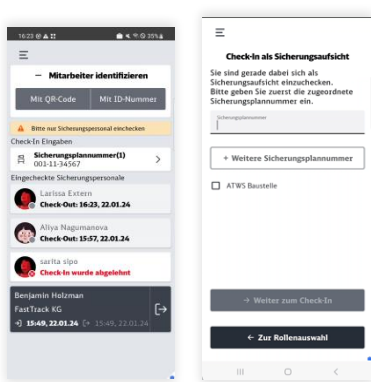 16:23
35%
— Mitarbeiter identifizieren
Mit QR-Code
Mit ID-Nummer
Bitte nur Sicherungspersonal einchecken
Check-In Eingaben
Sicherungsplannummer(1)
001-11-34567
Eingecheckte Sicherungspersonale
Larissa Extern
Check-Out: 16:23, 22.01.24
Aliya Nagumanova
Check-Out: 15:57, 22.01.24
sarita sipo
Check-In wurde abgelehnt
Benjamin Holzman
FastTrack KG
15:49, 22.01.24 15:49, 22.01.24
Check-In als Sicherungsaufsicht
Sie sind gerade dabei sich als
Sicherungsaufsicht einzuchecken.
Bitte geben Sie zuerst die zugeordnete
Sicherungsplannummer ein.
Sicherungsplannummer
+ Weitere Sicherungsplannummer
ATWS Baustelle
→ Weiter zum Check-In
← Zur Rollenauswahl